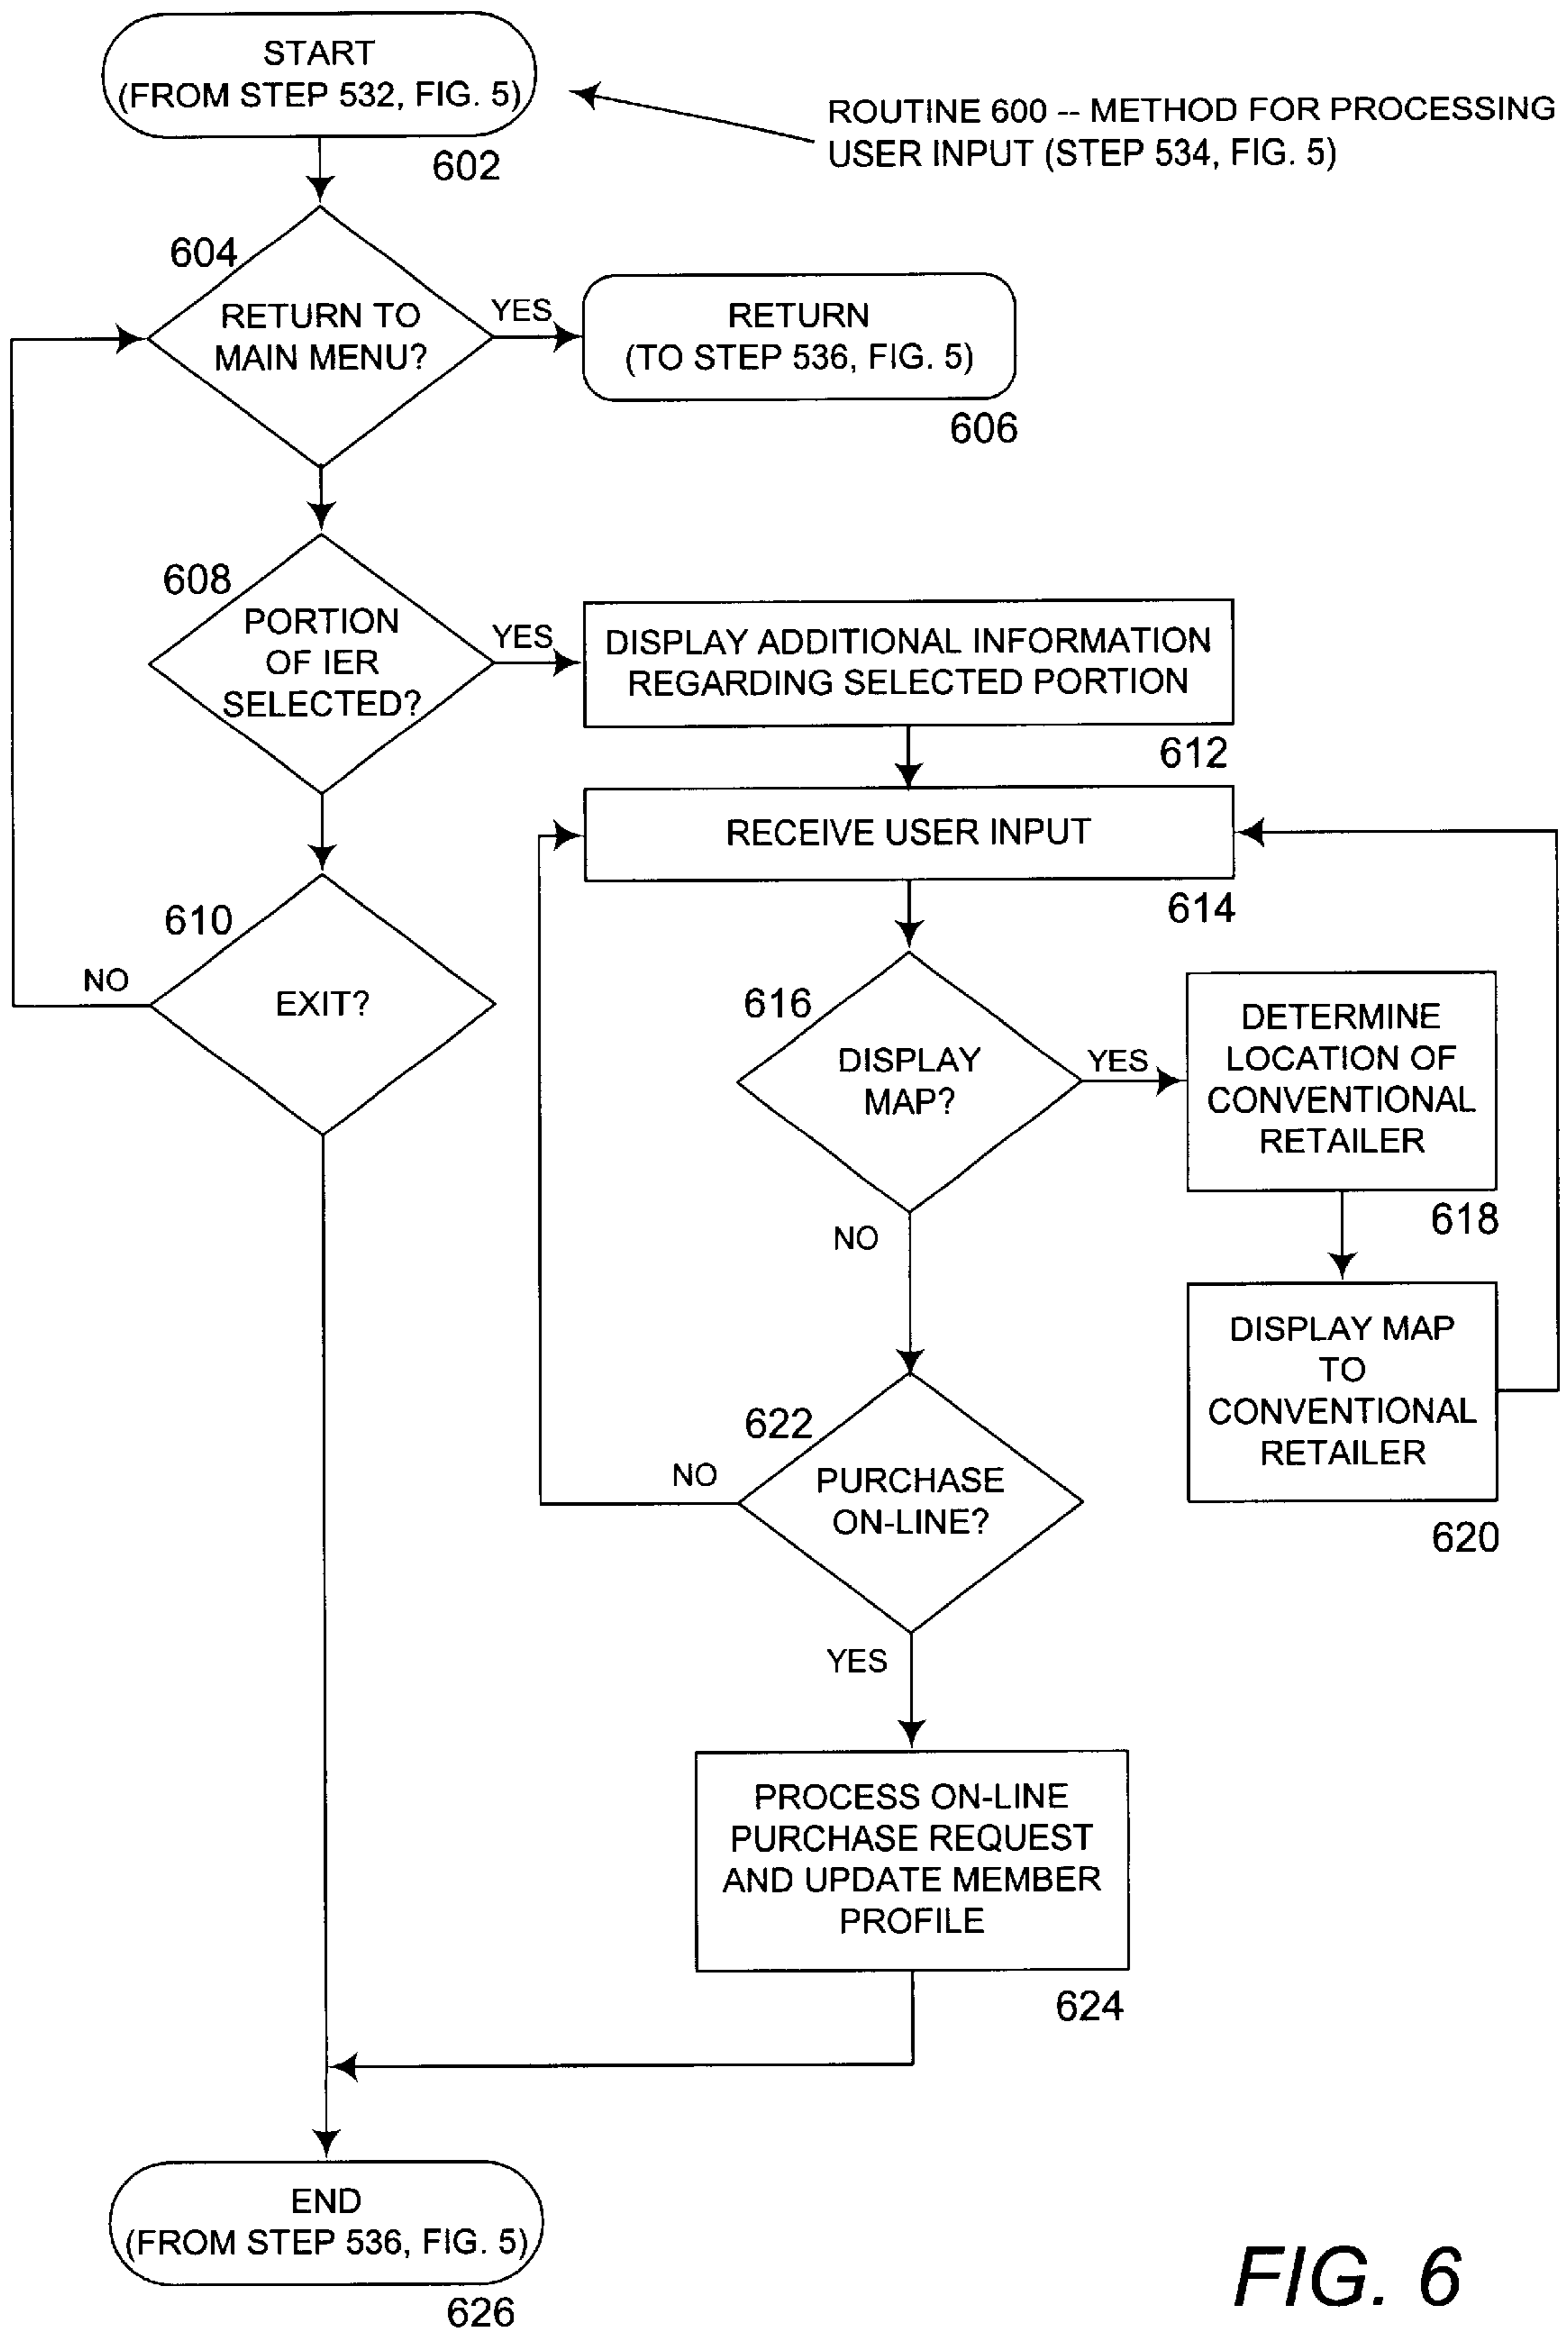 START
(FROM STEP 532, FIG. 5)
602
ROUTINE 600 -- METHOD FOR PROCESSING
USER INPUT (STEP 534, FIG. 5)
604
RETURN TO
MAIN MENU?
YES
RETURN
(TO STEP 536, FIG. 5)
606
608
PORTION
OF IER
SELECTED?
YES
DISPLAY ADDITIONAL INFORMATION
REGARDING SELECTED PORTION
612
RECEIVE USER INPUT
614
610
NO
EXIT?
616
DISPLAY
MAP?
YES
DETERMINE
LOCATION OF
CONVENTIONAL
RETAILER
618
NO
DISPLAY MAP
TO
CONVENTIONAL
RETAILER
620
622
NO
PURCHASE
ON-LINE?
YES
PROCESS ON-LINE
PURCHASE REQUEST
AND UPDATE MEMBER
PROFILE
624
END
(FROM STEP 536, FIG. 5)
626
FIG. 6